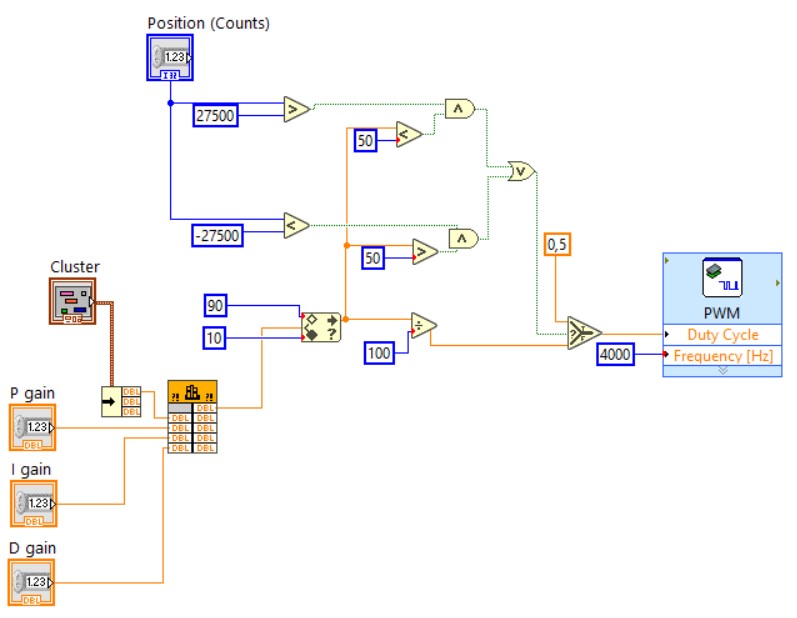 Position (Counts)
1.23
I32
27500
>
∧
50
<
∨
-27500
<
∧
50
>
0,5
Cluster
90
10
?
÷
100
?
T
F
PWM
Duty Cycle
4000
Frequency [Hz]
DBL
DBL
DBL
?! ?!
DBL
DBL DBL
DBL DBL
DBL DBL
DBL DBL
P gain
1.23
DBL
I gain
1.23
DBL
D gain
1.23
DBL